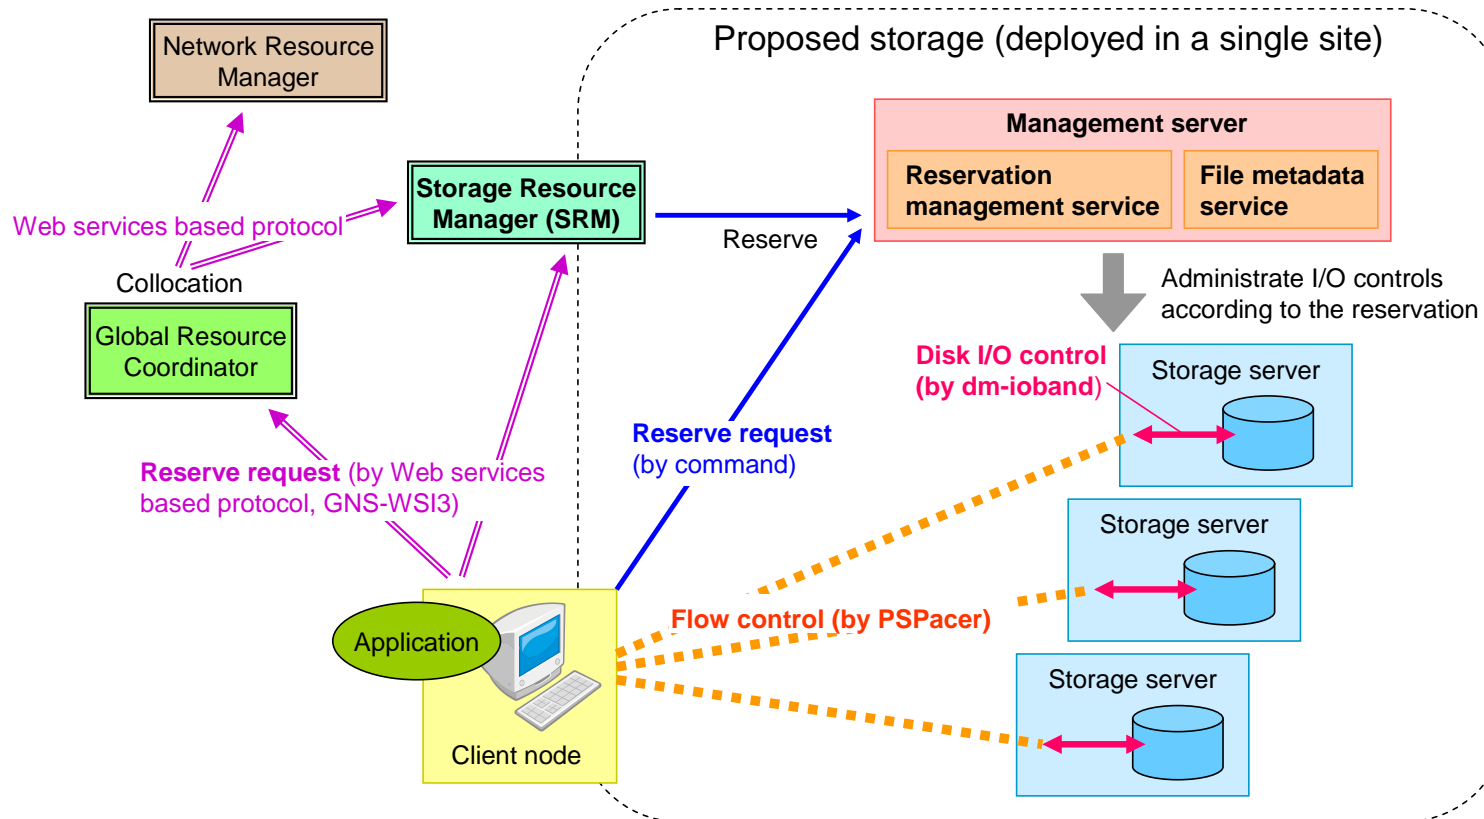 Proposed storage (deployed in a single site)
Network Resource
Manager
Management server
Reservation
management service
File metadata
service
Storage Resource
Manager (SRM)
Web services based protocol
Reserve
Collocation
Administrate I/O controls
according to the reservation
Global Resource
Coordinator
Disk I/O control
(by dm-ioband)
Storage server
Reserve request
(by command)
Reserve request (by Web services
based protocol, GNS-WSI3)
Storage server
Flow control (by PSPacer)
Application
Storage server
Client node